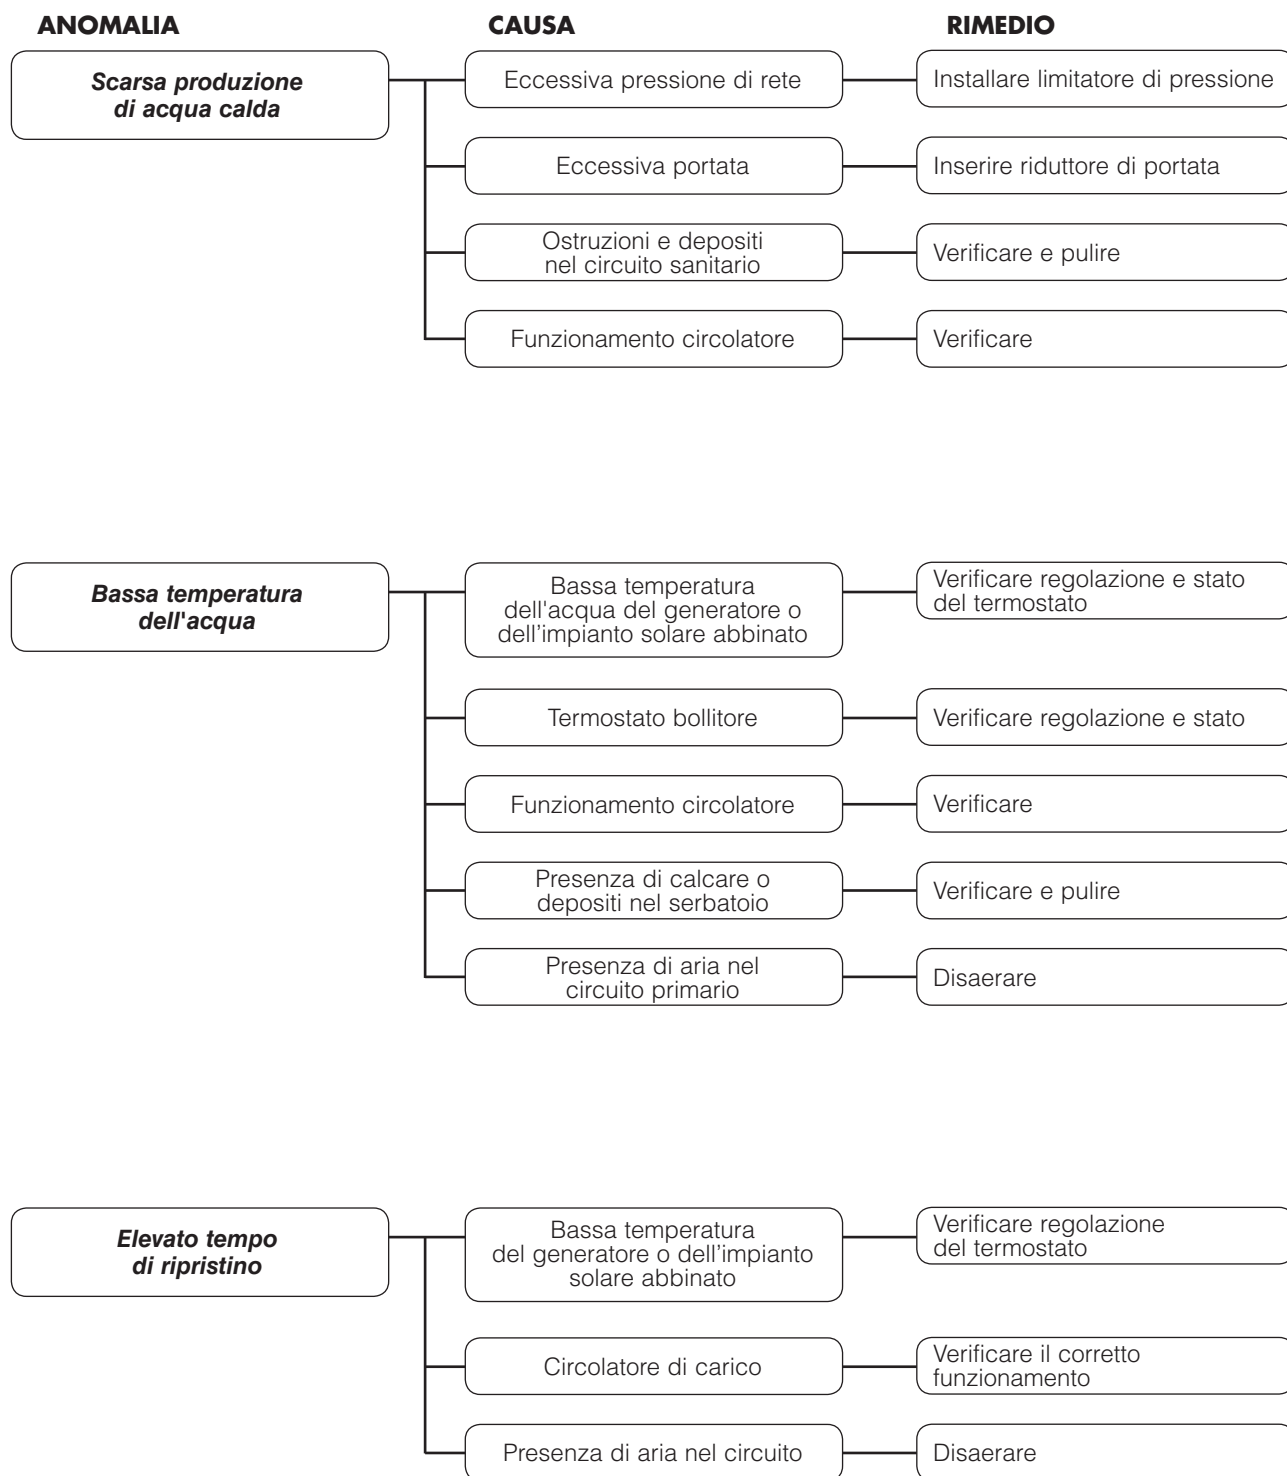 ANOMALIA CAUSA RIMEDIO
Scarsa produzione
di acqua calda
Eccessiva pressione di rete
Installare limitatore di pressione
Eccessiva portata
Inserire riduttore di portata
Ostruzioni e depositi
nel circuito sanitario
Verificare e pulire
Funzionamento circolatore
Verificare
Bassa temperatura
dell'acqua
Bassa temperatura
dell'acqua del generatore o
dell’impianto solare abbinato
Verificare regolazione e stato
del termostato
Termostato bollitore
Verificare regolazione e stato
Funzionamento circolatore
Verificare
Presenza di calcare o
depositi nel serbatoio
Verificare e pulire
Presenza di aria nel
circuito primario
Disaerare
Elevato tempo
di ripristino
Bassa temperatura
del generatore o dell’impianto
solare abbinato
Verificare regolazione
del termostato
Circolatore di carico
Verificare il corretto
funzionamento
Presenza di aria nel circuito
Disaerare